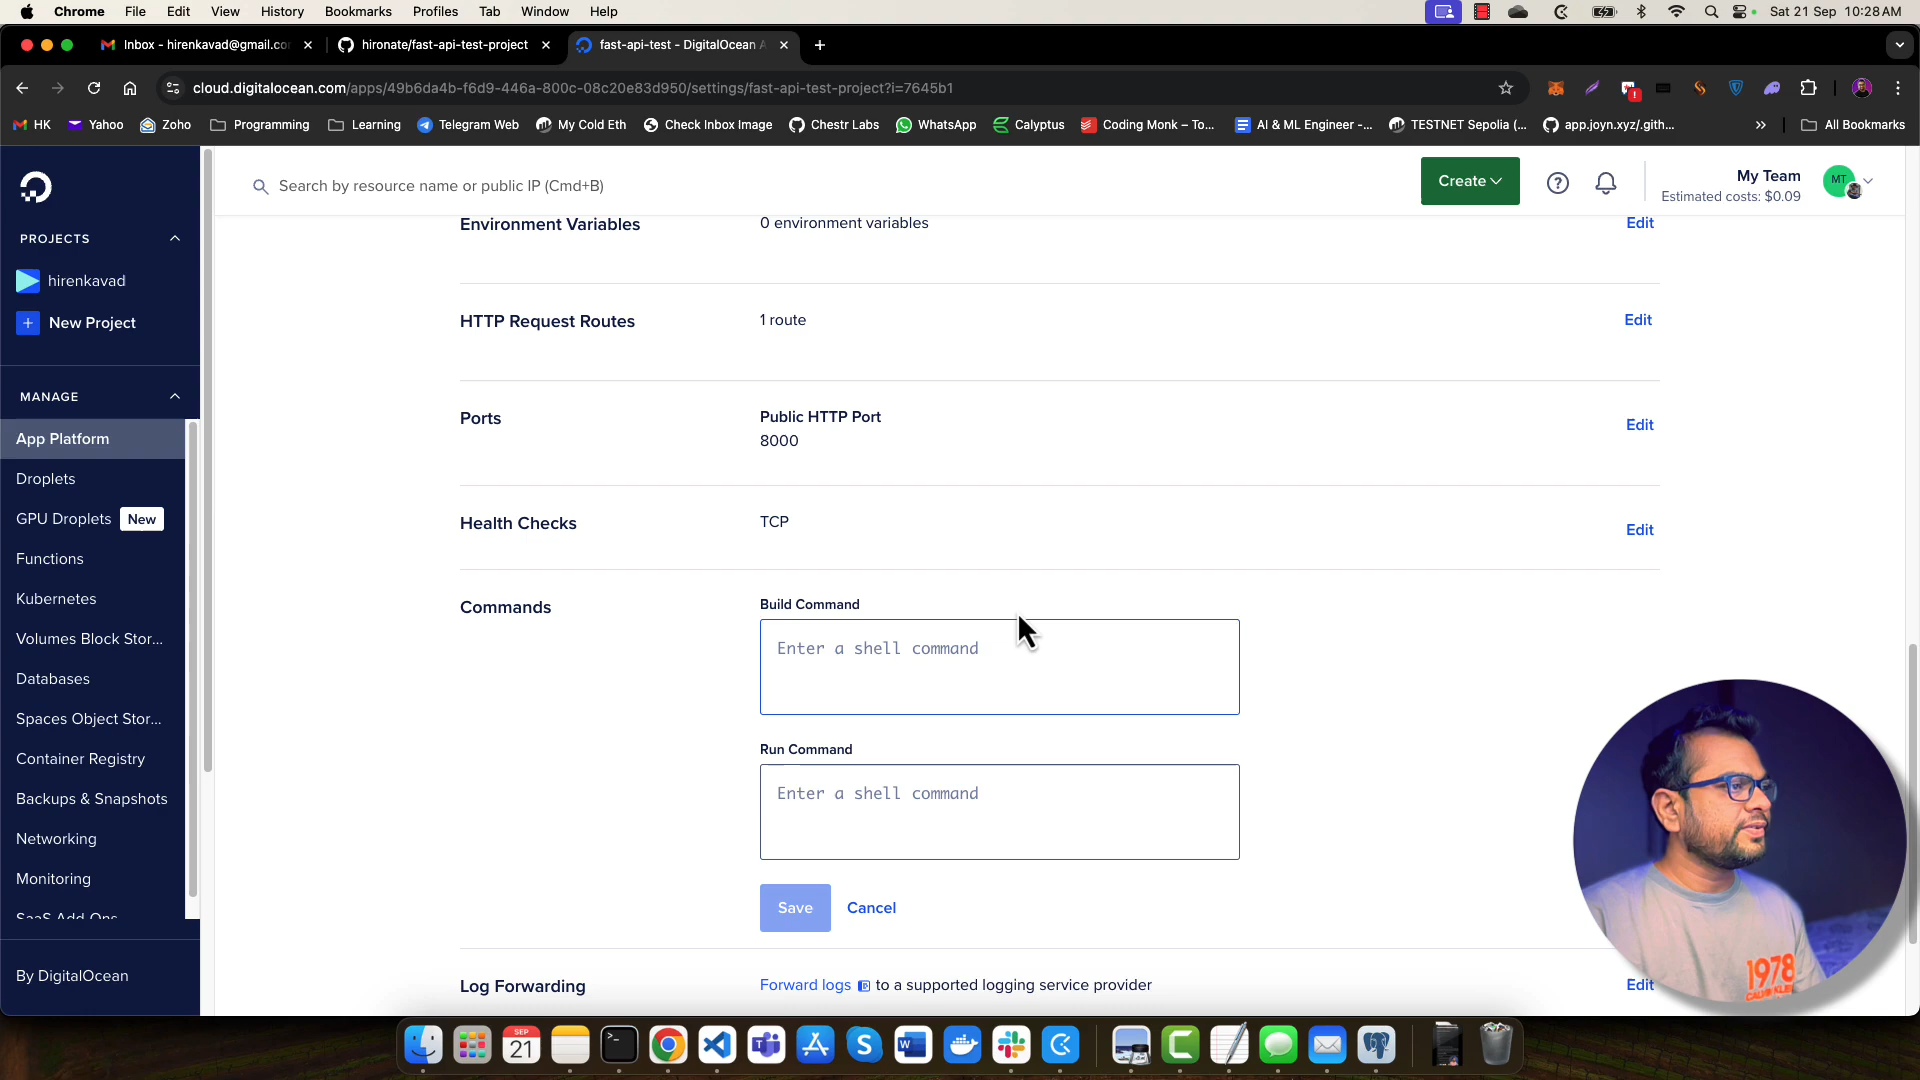 Chrome File Edit View History Bookmarks Profiles Tab Window Help
Sat 21 Sep 10:28 AM
Inbox - hirenkavad@gmail.co
hironate/fast-api-test-project
fast-api-test - DigitalOcean A
cloud.digitalocean.com/apps/49b6da4b-f6d9-446a-800c-08c20e83d950/settings/fast-api-test-project?i=7645b1
HK Yahoo Zoho Programming Learning Telegram Web My Cold Eth Check Inbox Image Chestr Labs WhatsApp Calyptus Coding Monk – To... AI & ML Engineer -... TESTNET Sepolia (... app.joyn.xyz/.gith... » All Bookmarks
Search by resource name or public IP (Cmd+B)
Create
My Team
Estimated costs: $0.09
MT
PROJECTS
hirenkavad
New Project
MANAGE
App Platform
Droplets
GPU Droplets New
Functions
Kubernetes
Volumes Block Stor...
Databases
Spaces Object Stor...
Container Registry
Backups & Snapshots
Networking
Monitoring
SaaS Add-Ons
By DigitalOcean
Environment Variables
0 environment variables
Edit
HTTP Request Routes
1 route
Edit
Ports
Public HTTP Port
8000
Edit
Health Checks
TCP
Edit
Commands
Build Command
Enter a shell command
Run Command
Enter a shell command
Save Cancel
Log Forwarding
Forward logs to a supported logging service provider
Edit
1978
SEP
21